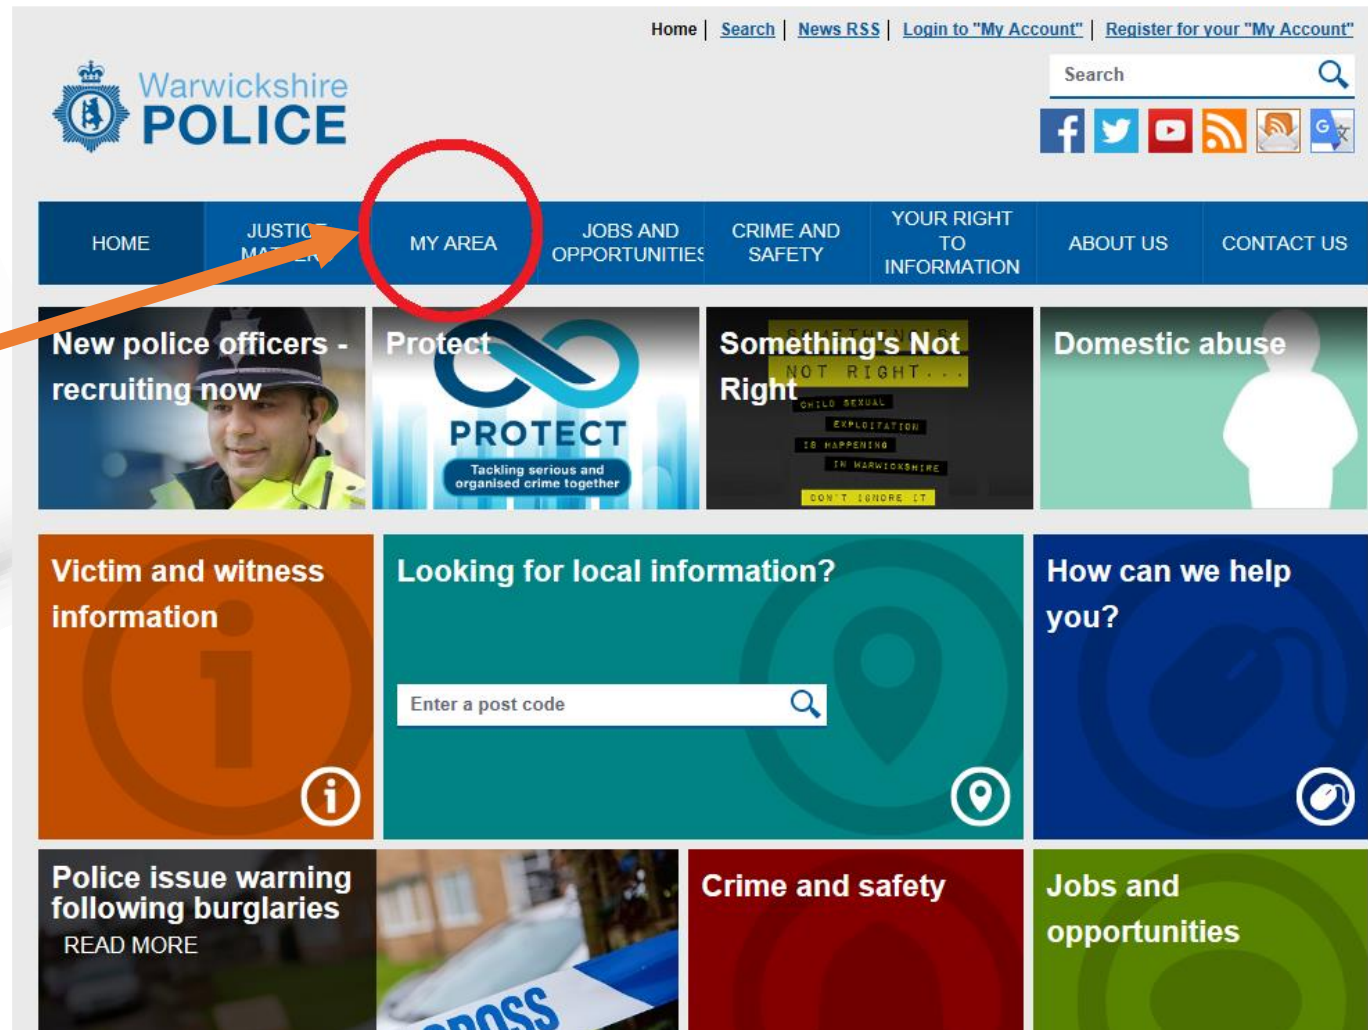 Home | Search | News RSS | Login to "My Account" | Register for your "My Account"
Warwickshire
POLICE
Search
HOME
JUSTICE
MATTERS
MY AREA
JOBS AND
OPPORTUNITIES
CRIME AND
SAFETY
YOUR RIGHT
TO
INFORMATION
ABOUT US
CONTACT US
New police officers -
recruiting now
Protect
PROTECT
Tackling serious and
organised crime together
Something's Not
Right
SOMETHING'S
NOT RIGHT...
CHILD SEXUAL
EXPLOITATION
IS HAPPENING
IN WARWICKSHIRE
DON'T IGNORE IT
Domestic abuse
Victim and witness
information
Looking for local information?
Enter a post code
How can we help
you?
Police issue warning
following burglaries
READ MORE
CROSS
Crime and safety
Jobs and
opportunities